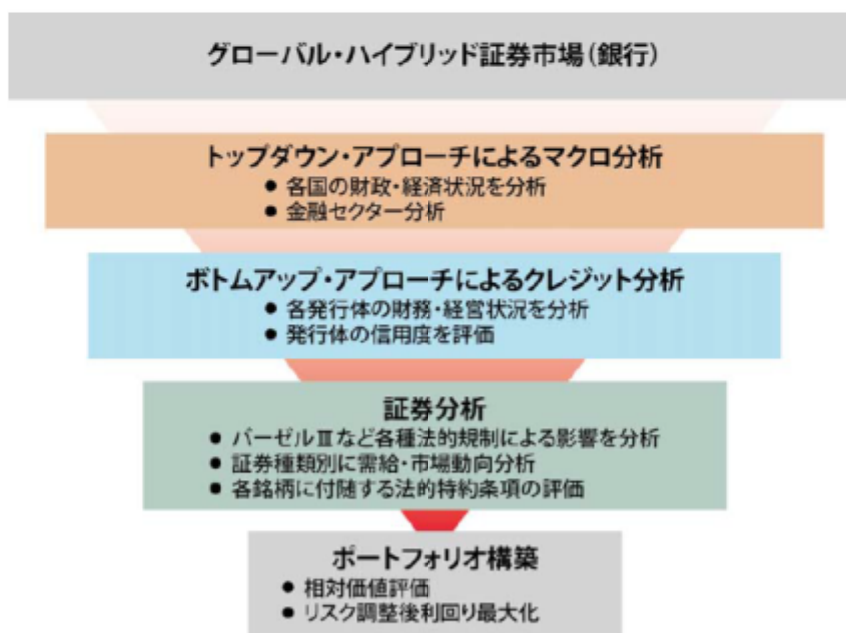 グローバル・ハイブリッド証券市場（銀行）
トップダウン・アプローチによるマクロ分析
● 各国の財政・経済状況を分析
● 金融セクター分析
ボトムアップ・アプローチによるクレジット分析
● 各発行体の財務・経営状況を分析
● 発行体の信用度を評価
証券分析
● バーゼルⅢなど各種法的規制による影響を分析
● 証券種類別に需給・市場動向分析
● 各銘柄に付随する法的特約条項の評価
ポートフォリオ構築
● 相対価値評価
● リスク調整後利回り最大化